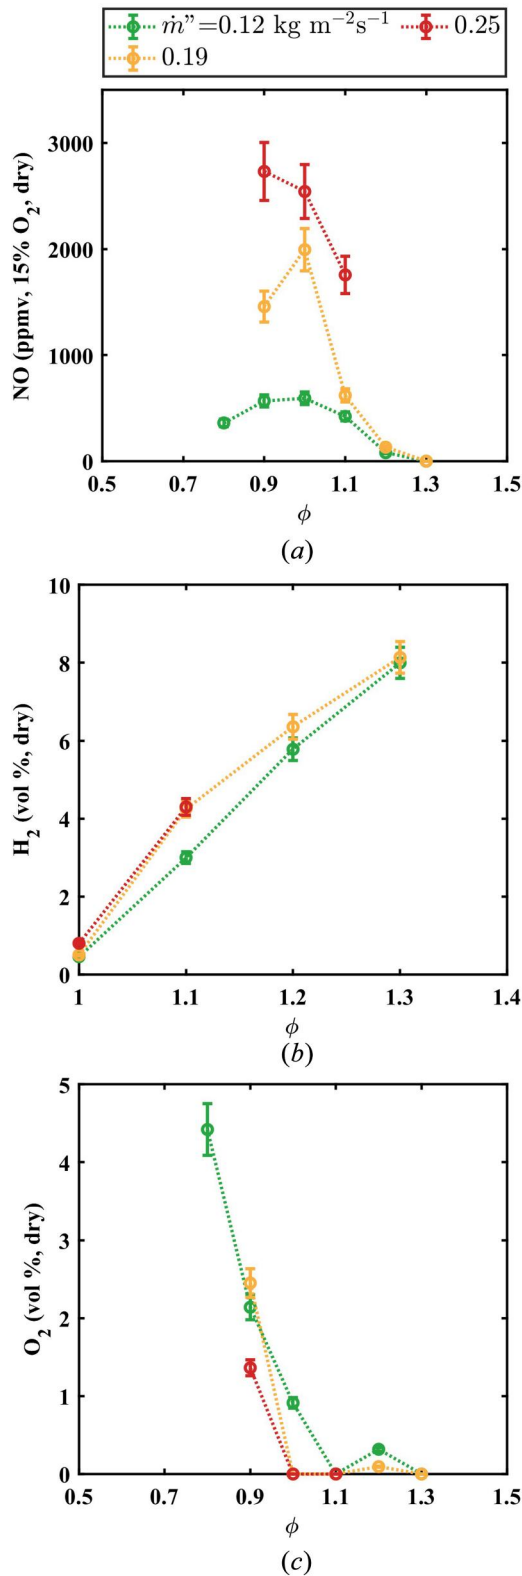 ṁ”=0.12 kg m⁻²s⁻¹ 0.25
0.19
NO (ppmv, 15% O₂, dry)
3000
2000
1000
0
0.5 0.7 0.9 1.1 1.3 1.5
ϕ
(a)
H₂ (vol %, dry)
10
8
6
4
2
0
1 1.1 1.2 1.3 1.4
ϕ
(b)
O₂ (vol %, dry)
5
4
3
2
1
0
0.5 0.7 0.9 1.1 1.3 1.5
ϕ
(c)